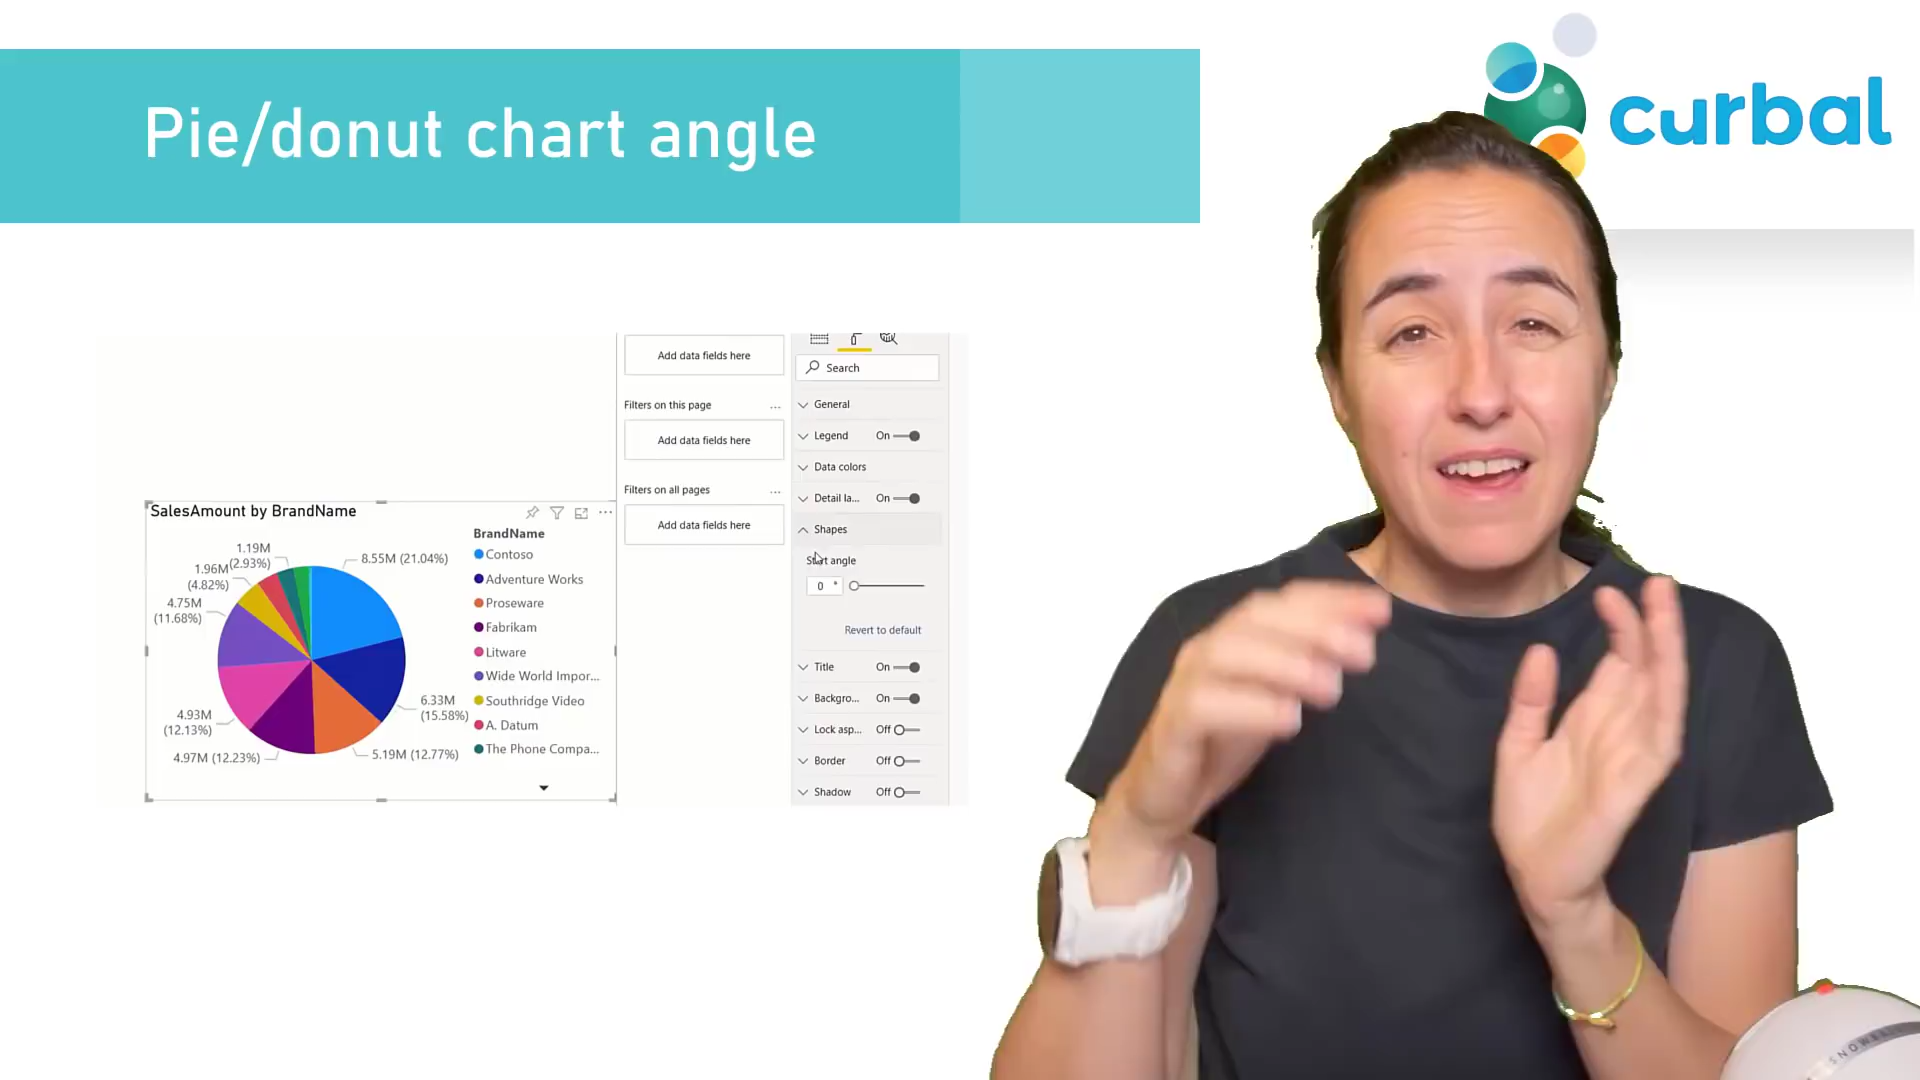 Pie/donut chart angle
curbal
Add data fields here
Filters on this page ...
Add data fields here
Filters on all pages ...
Add data fields here
Search
General
Legend On
Data colors
Detail la... On
Shapes
Start angle
0 °
Revert to default
Title On
Backgro... On
Lock asp... Off
Border Off
Shadow Off
SalesAmount by BrandName
8.55M (21.04%)
6.33M
(15.58%)
5.19M (12.77%)
4.97M (12.23%)
4.93M
(12.13%)
4.75M
(11.68%)
1.96M
(4.82%)
1.19M
(2.93%)
BrandName
Contoso
Adventure Works
Proseware
Fabrikam
Litware
Wide World Impor...
Southridge Video
A. Datum
The Phone Compa...